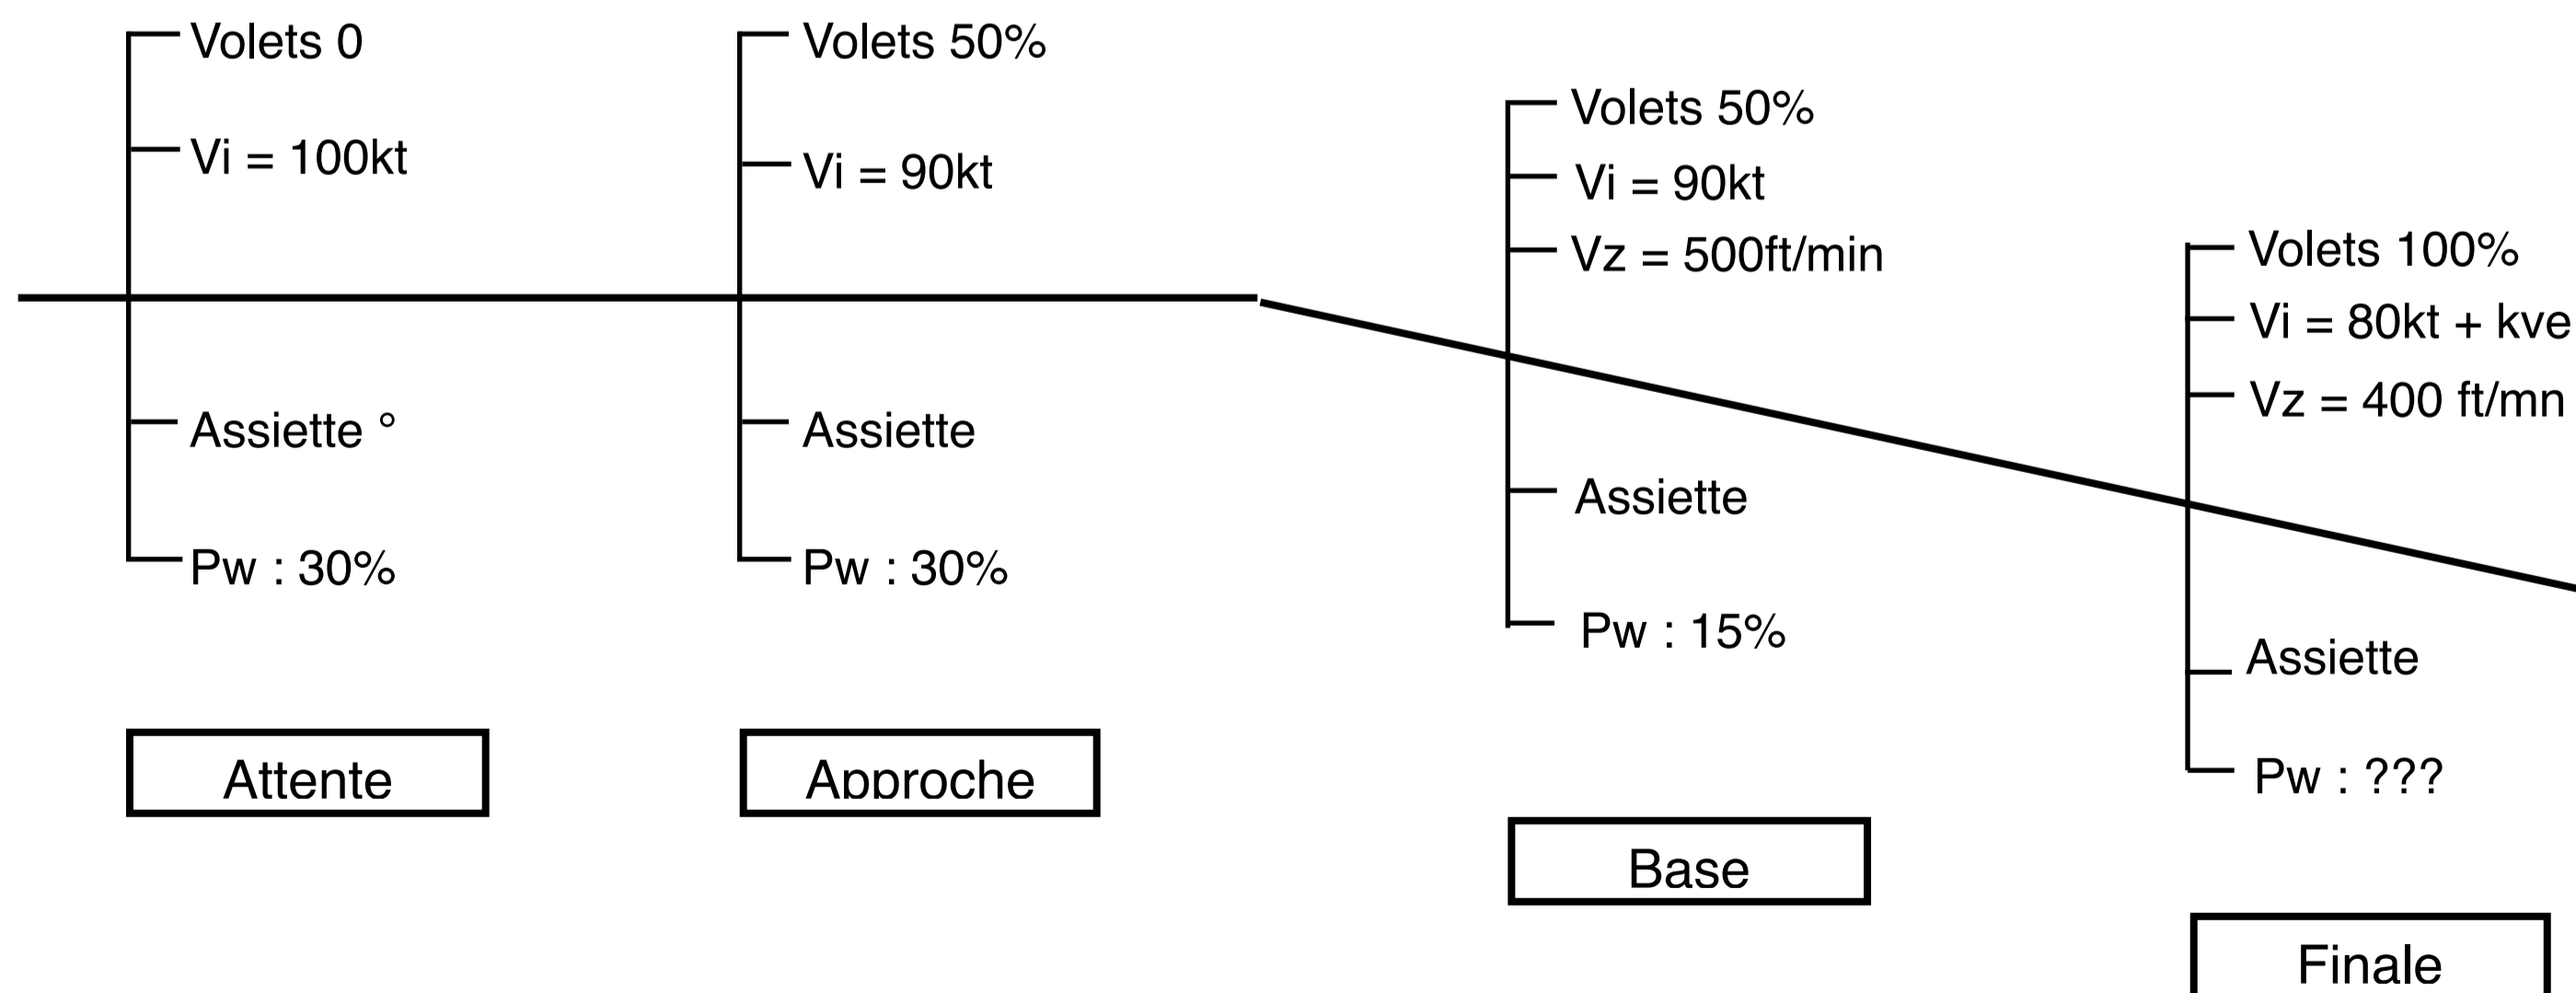 Volets 0
Vi = 100kt
Assiette °
Pw : 30%
Attente
Volets 50%
Vi = 90kt
Assiette
Pw : 30%
Approche
Volets 50%
Vi = 90kt
Vz = 500ft/min
Assiette
Pw : 15%
Base
Volets 100%
Vi = 80kt + kve
Vz = 400 ft/mn
Assiette
Pw : ???
Finale